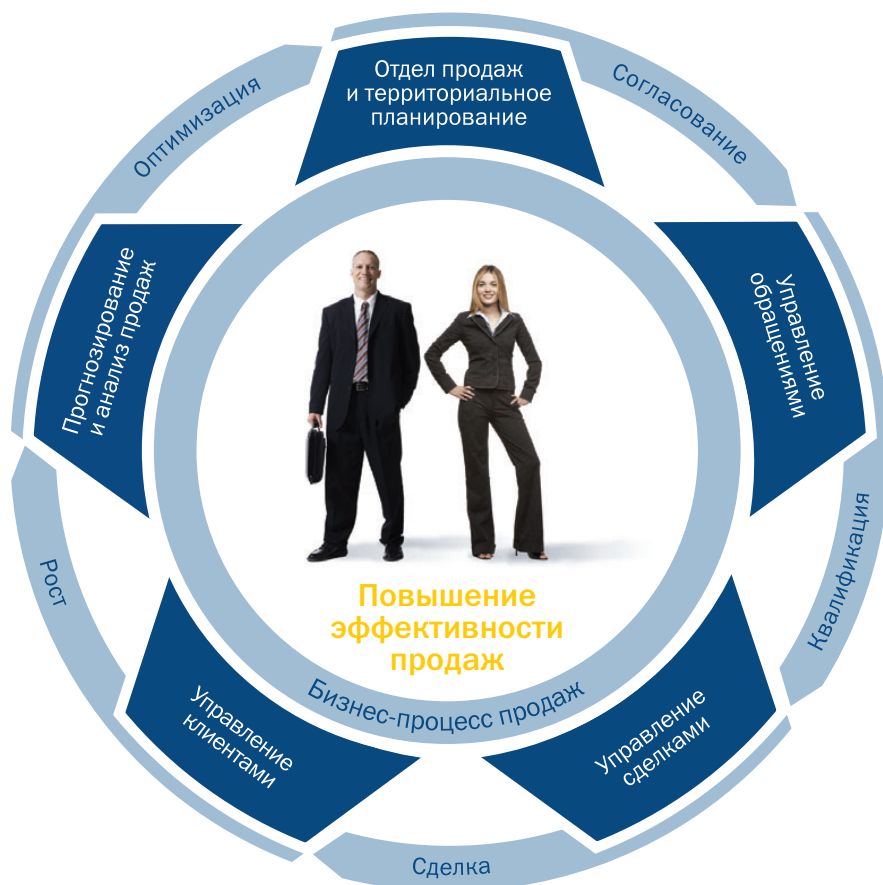 Отдел продаж
и территориальное
планирование
Согласование
Управление
обращениями
Квалификация
Управление
сделками
Сделка
Управление
клиентами
Рост
Прогнозирование
и анализ продаж
Оптимизация
Повышение
эффективности
продаж
Бизнес-процесс продаж